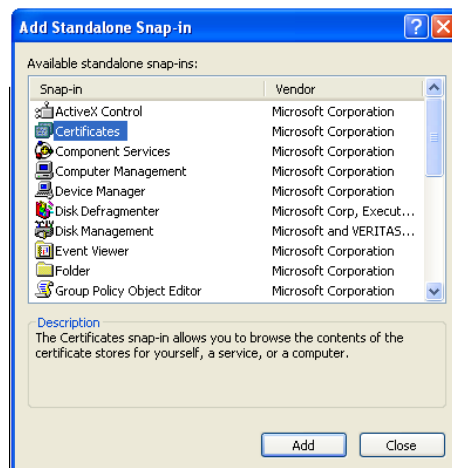 Add Standalone Snap-in
Available standalone snap-ins:
Snap-in Vendor
ActiveX Control Microsoft Corporation
Certificates Microsoft Corporation
Component Services Microsoft Corporation
Computer Management Microsoft Corporation
Device Manager Microsoft Corporation
Disk Defragmenter Microsoft Corp, Execut...
Disk Management Microsoft and VERITAS...
Event Viewer Microsoft Corporation
Folder Microsoft Corporation
Group Policy Object Editor Microsoft Corporation
Description
The Certificates snap-in allows you to browse the contents of the
certificate stores for yourself, a service, or a computer.
Add Close